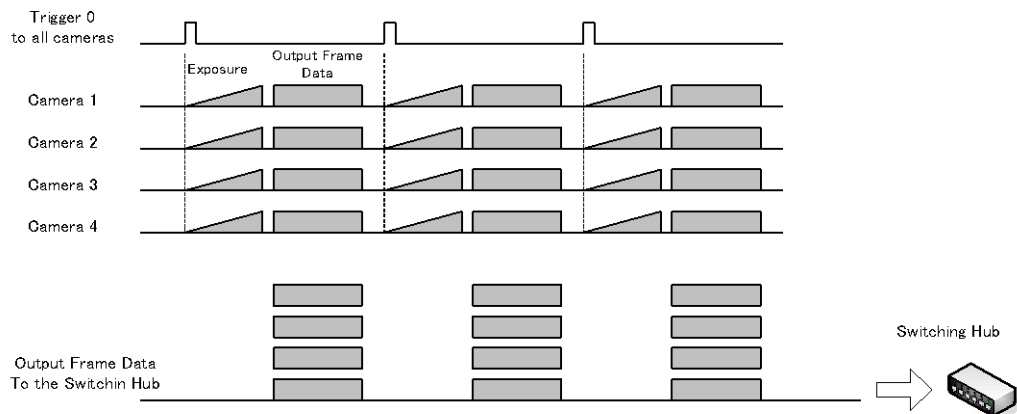 Trigger 0
to all cameras
Exposure
Output Frame
Data
Camera 1
Camera 2
Camera 3
Camera 4
Switching Hub
Output Frame Data
To the Switchin Hub